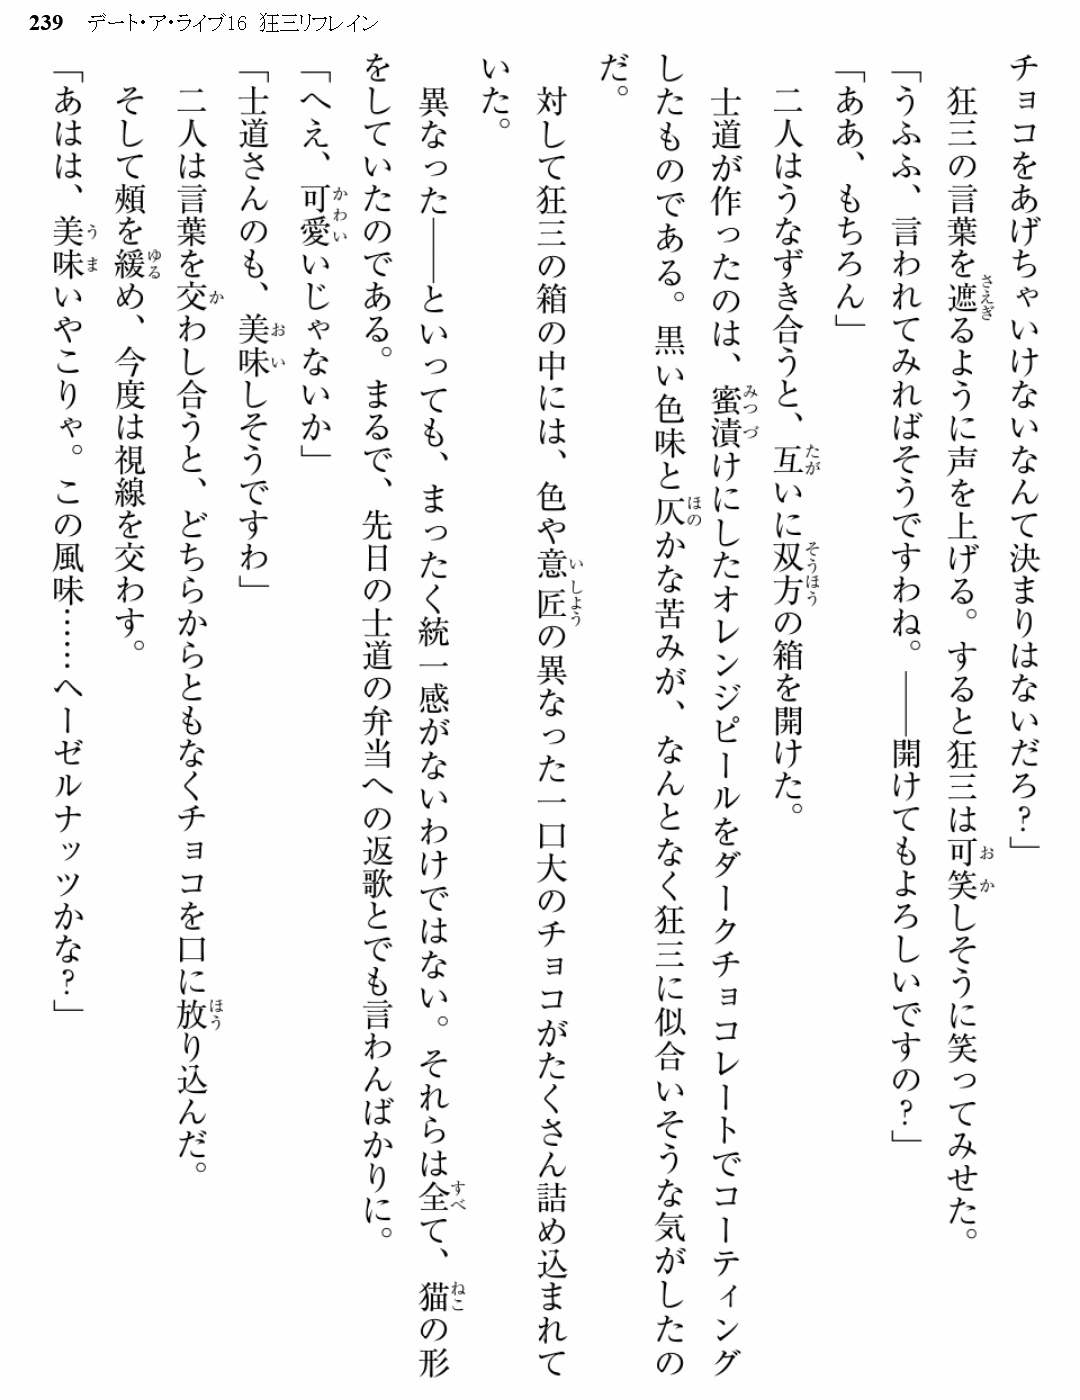 239 デート・ア・ライブ16 狂三リフレイン
チョコをあげちゃいけないなんて決まりはないだろ？」
狂三の言葉を遮るように声を上げる。すると狂三は可笑しそうに笑ってみせた。
「うふふ、言われてみればそうですわね。――開けてもよろしいですの？」
「ああ、もちろん」
二人はうなずき合うと、互いに双方の箱を開けた。
士道が作ったのは、蜜漬けにしたオレンジピールをダークチョコレートでコーティング
したものである。黒い色味と仄かな苦みが、なんとなく狂三に似合いそうな気がしたの
だ。
対して狂三の箱の中には、色や意匠の異なった一口大のチョコがたくさん詰め込まれて
いた。
異なった――といっても、まったく統一感がないわけではない。それらは全て、猫の形
をしていたのである。まるで、先日の士道の弁当への返歌とでも言わんばかりに。
「へえ、可愛いじゃないか」
「士道さんのも、美味しそうですわ」
二人は言葉を交わし合うと、どちらからともなくチョコを口に放り込んだ。
そして頰を緩め、今度は視線を交わす。
「あはは、美味いやこりゃ。この風味……ヘーゼルナッツかな？」